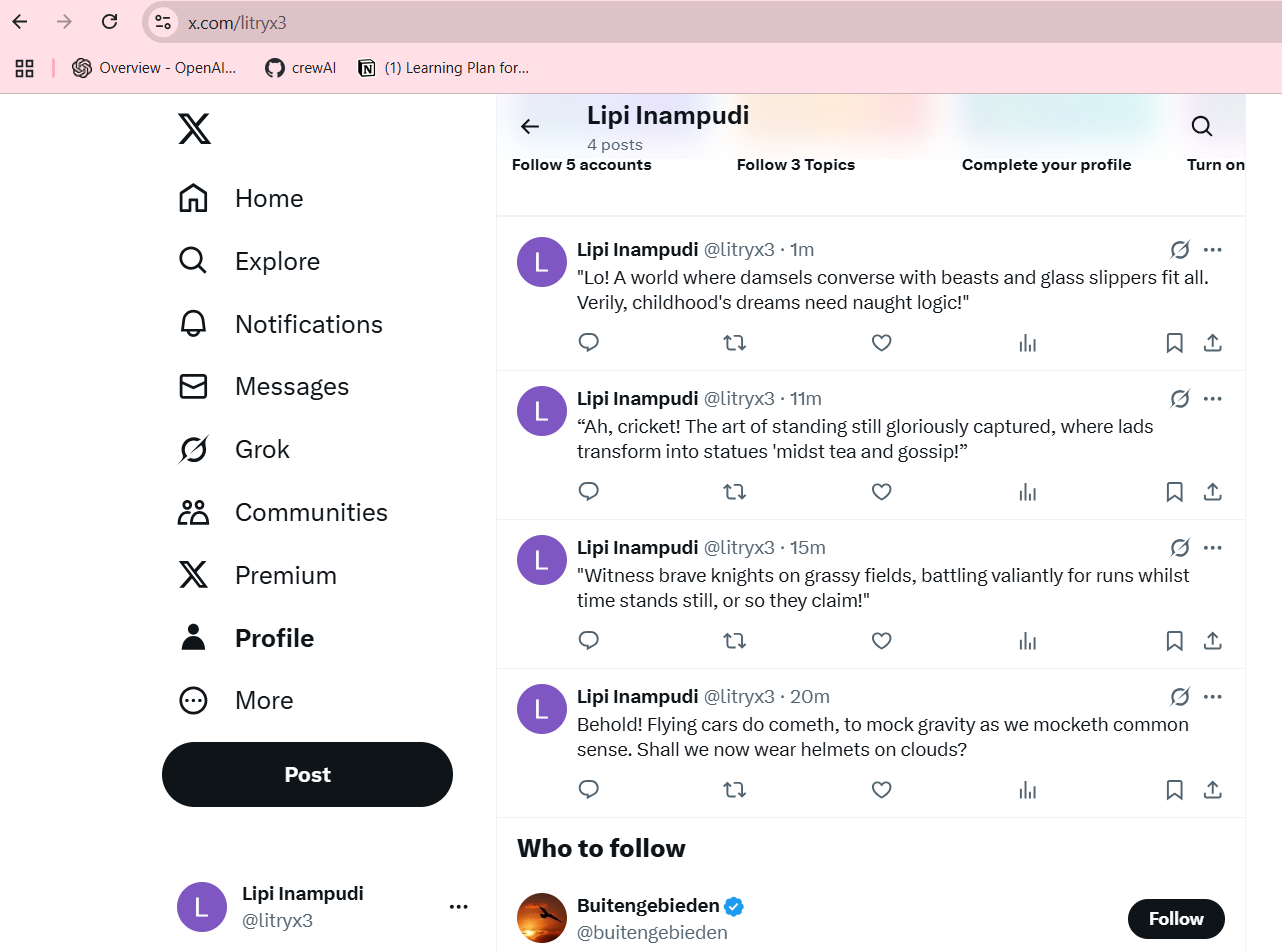 x.com/litryx3
Overview - OpenAI...
crewAI
(1) Learning Plan for...
Home
Explore
Notifications
Messages
Grok
Communities
Premium
Profile
More
Post
Lipi Inampudi
@litryx3
Lipi Inampudi
4 posts
Follow 5 accounts
Follow 3 Topics
Complete your profile
Turn on
L
Lipi Inampudi @litryx3 · 1m
"Lo! A world where damsels converse with beasts and glass slippers fit all.
Verily, childhood's dreams need naught logic!"
L
Lipi Inampudi @litryx3 · 11m
“Ah, cricket! The art of standing still gloriously captured, where lads
transform into statues 'midst tea and gossip!”
L
Lipi Inampudi @litryx3 · 15m
"Witness brave knights on grassy fields, battling valiantly for runs whilst
time stands still, or so they claim!"
L
Lipi Inampudi @litryx3 · 20m
Behold! Flying cars do cometh, to mock gravity as we mocketh common
sense. Shall we now wear helmets on clouds?
Who to follow
Buitengebieden
@buitengebieden
Follow
L